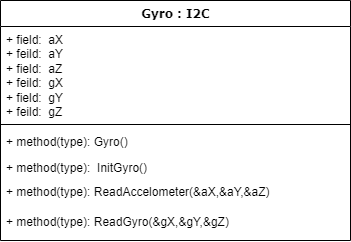 Gyro : I2C
+ field:  aX
+ feild:  aY
+ field:  aZ
+ feild:  gX
+ field:  gY
+ feild:  gZ
+ method(type): Gyro()
+ method(type):  InitGyro()
+ method(type): ReadAccelometer(&aX,&aY,&aZ)
+ method(type): ReadGyro(&gX,&gY,&gZ)